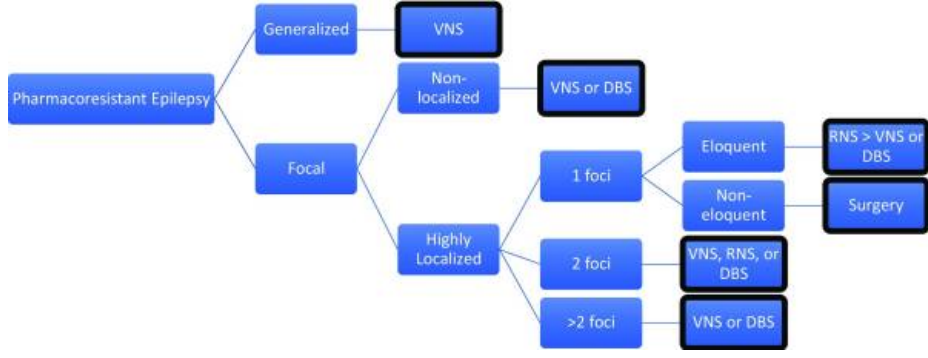 Generalized
VNS
Pharmacoresistant Epilepsy
Non-
localized
VNS or DBS
Focal
Eloquent
RNS > VNS or
DBS
1 foci
Non-
eloquent
Surgery
Highly
Localized
2 foci
VNS, RNS, or
DBS
>2 foci
VNS or DBS